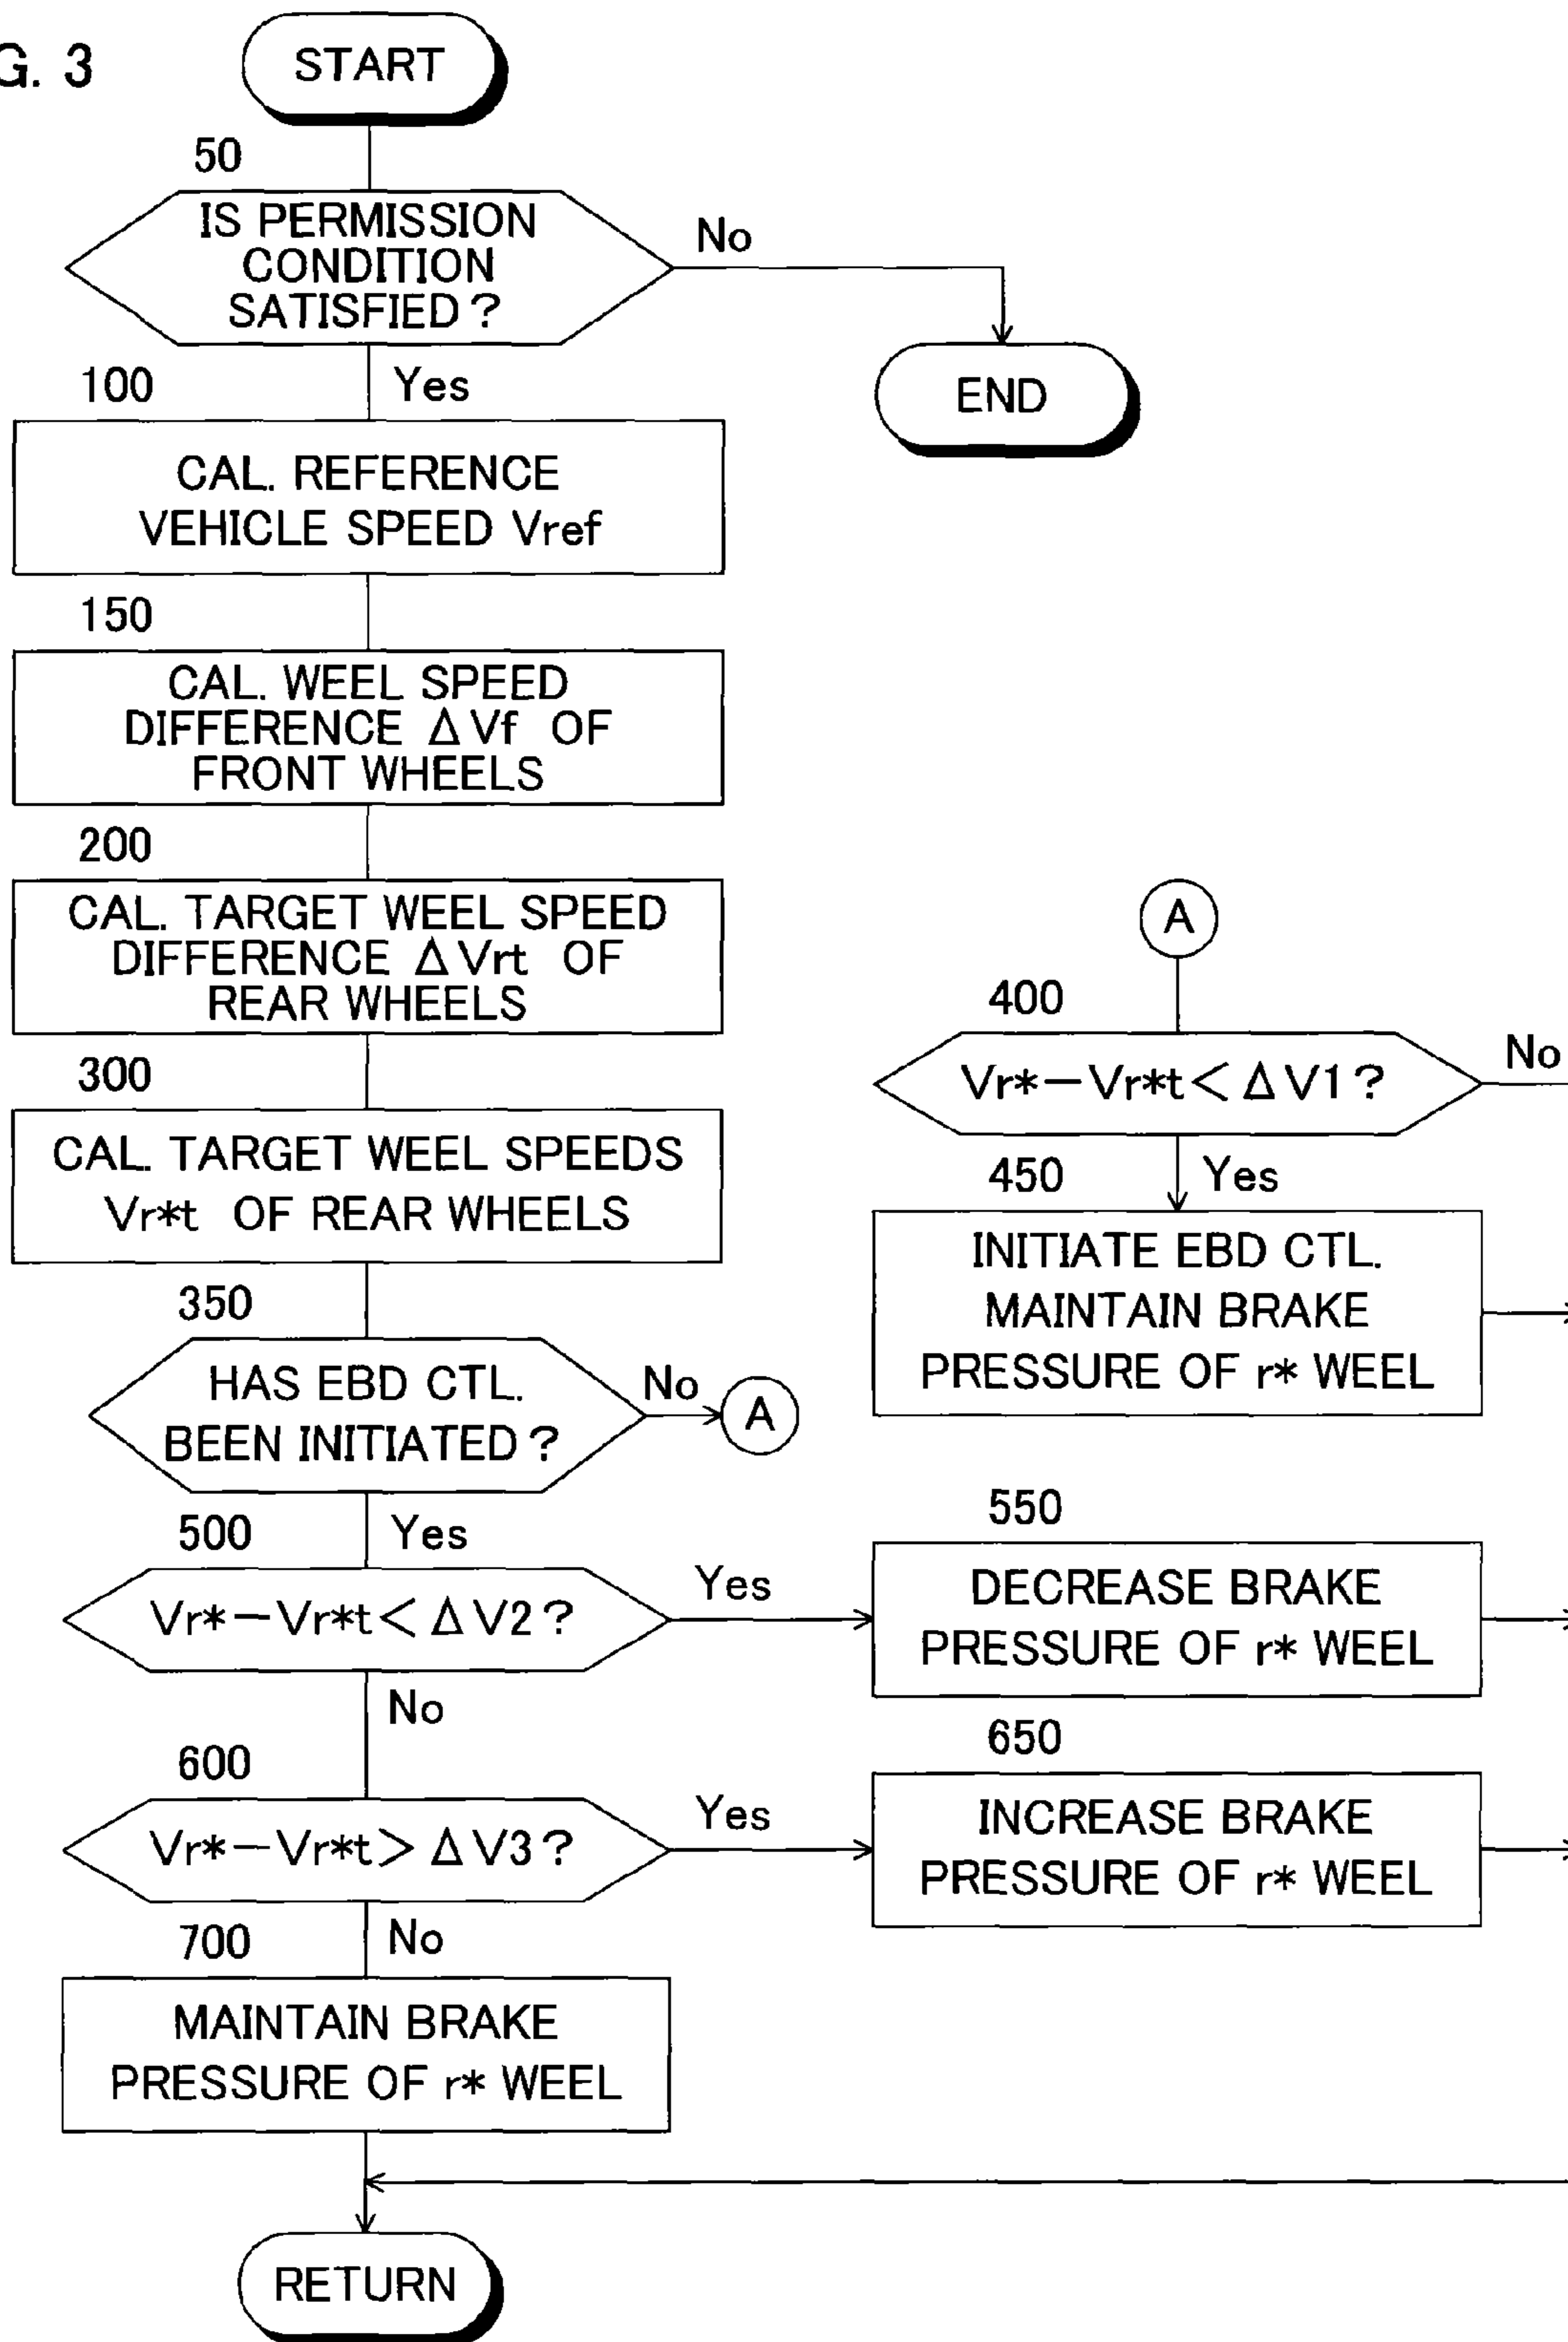 G. 3
START
50
IS PERMISSION
CONDITION
SATISFIED?
No
END
100
Yes
CAL. REFERENCE
VEHICLE SPEED Vref
150
CAL. WEEL SPEED
DIFFERENCE ΔVf OF
FRONT WHEELS
200
CAL. TARGET WEEL SPEED
DIFFERENCE ΔVrt OF
REAR WHEELS
300
CAL. TARGET WEEL SPEEDS
Vr*t OF REAR WHEELS
350
HAS EBD CTL.
BEEN INITIATED?
No
A
A
400
Vr*-Vr*t<ΔV1?
No
450
Yes
INITIATE EBD CTL.
MAINTAIN BRAKE
PRESSURE OF r* WEEL
500
Yes
Vr*-Vr*t<ΔV2?
Yes
550
DECREASE BRAKE
PRESSURE OF r* WEEL
No
600
Vr*-Vr*t>ΔV3?
Yes
650
INCREASE BRAKE
PRESSURE OF r* WEEL
700
No
MAINTAIN BRAKE
PRESSURE OF r* WEEL
RETURN